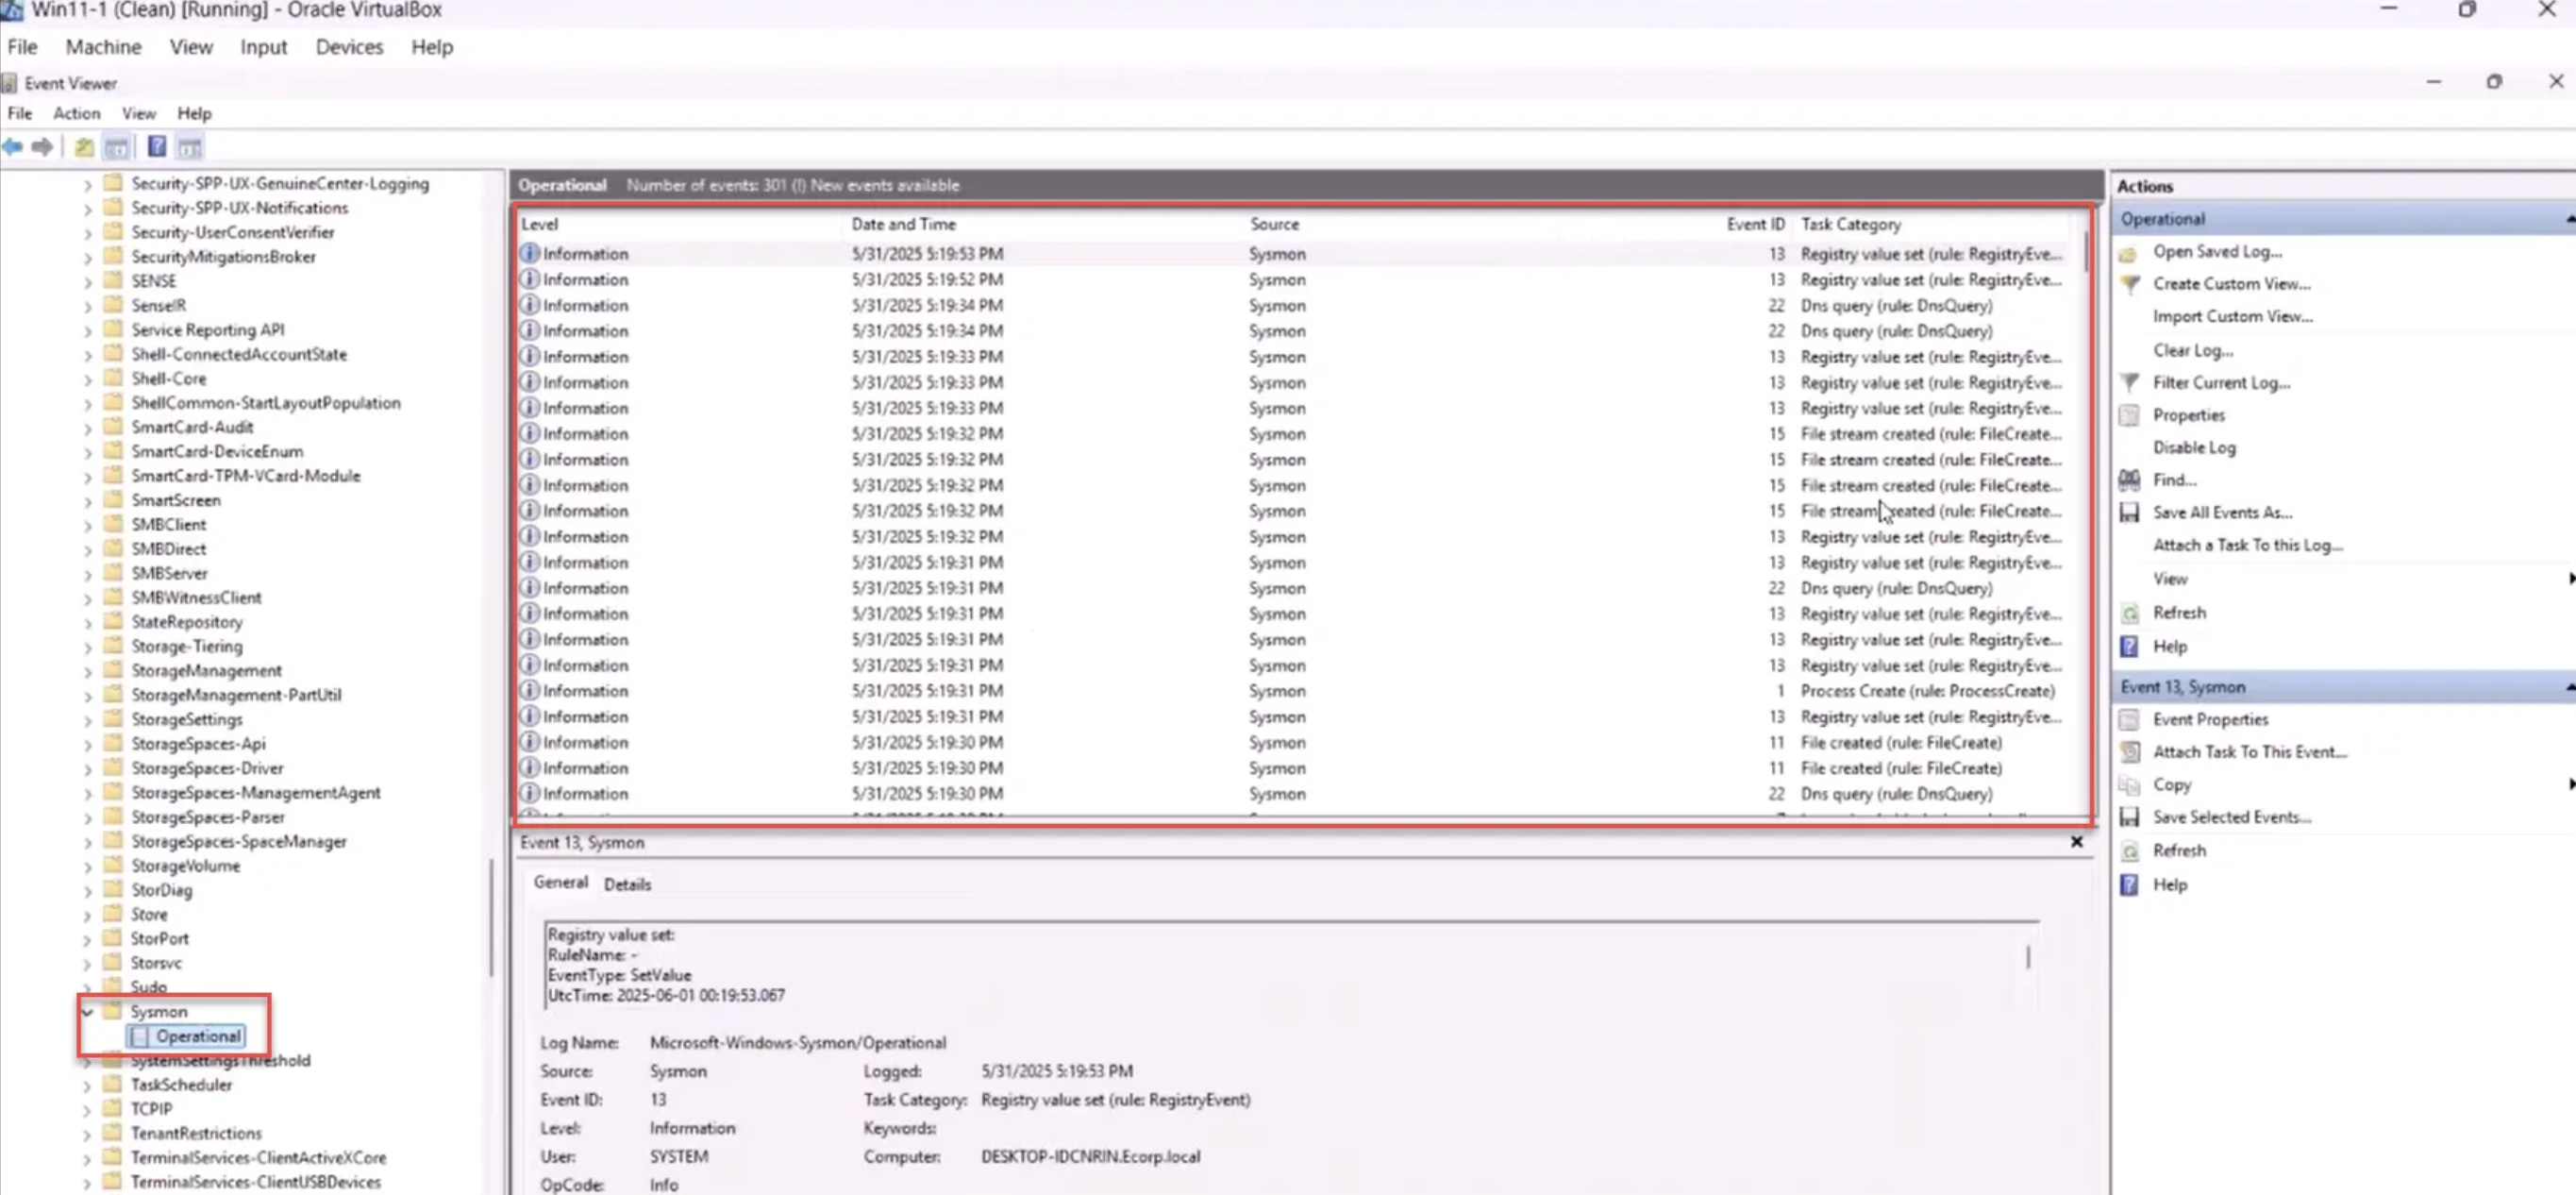 Win11-1 (Clean) [Running] - Oracle VirtualBox
File Machine View Input Devices Help
Event Viewer
File Action View Help
Security-SPP-UX-GenuineCenter-Logging
Security-SPP-UX-Notifications
Security-UserConsentVerifier
SecurityMitigationsBroker
SENSE
SenseIR
Service Reporting API
Shell-ConnectedAccountState
Shell-Core
ShellCommon-StartLayoutPopulation
SmartCard-Audit
SmartCard-DeviceEnum
SmartCard-TPM-VCard-Module
SmartScreen
SMBClient
SMBDirect
SMBServer
SMBWitnessClient
StateRepository
Storage-Tiering
StorageManagement
StorageManagement-PartUtil
StorageSettings
StorageSpaces-Api
StorageSpaces-Driver
StorageSpaces-ManagementAgent
StorageSpaces-Parser
StorageSpaces-SpaceManager
StorageVolume
StorDiag
Store
StorPort
Storsvc
Sudo
Sysmon
Operational
SystemSettingsThreshold
TaskScheduler
TCPIP
TenantRestrictions
TerminalServices-ClientActiveXCore
TerminalServices-ClientUSBDevices
Operational Number of events: 301 (!) New events available
Level Date and Time Source Event ID Task Category
Information 5/31/2025 5:19:53 PM Sysmon 13 Registry value set (rule: RegistryEve...
Information 5/31/2025 5:19:52 PM Sysmon 13 Registry value set (rule: RegistryEve...
Information 5/31/2025 5:19:34 PM Sysmon 22 Dns query (rule: DnsQuery)
Information 5/31/2025 5:19:34 PM Sysmon 22 Dns query (rule: DnsQuery)
Information 5/31/2025 5:19:33 PM Sysmon 13 Registry value set (rule: RegistryEve...
Information 5/31/2025 5:19:33 PM Sysmon 13 Registry value set (rule: RegistryEve...
Information 5/31/2025 5:19:33 PM Sysmon 13 Registry value set (rule: RegistryEve...
Information 5/31/2025 5:19:32 PM Sysmon 15 File stream created (rule: FileCreate...
Information 5/31/2025 5:19:32 PM Sysmon 15 File stream created (rule: FileCreate...
Information 5/31/2025 5:19:32 PM Sysmon 15 File stream created (rule: FileCreate...
Information 5/31/2025 5:19:32 PM Sysmon 15 File stream created (rule: FileCreate...
Information 5/31/2025 5:19:32 PM Sysmon 13 Registry value set (rule: RegistryEve...
Information 5/31/2025 5:19:31 PM Sysmon 13 Registry value set (rule: RegistryEve...
Information 5/31/2025 5:19:31 PM Sysmon 22 Dns query (rule: DnsQuery)
Information 5/31/2025 5:19:31 PM Sysmon 13 Registry value set (rule: RegistryEve...
Information 5/31/2025 5:19:31 PM Sysmon 13 Registry value set (rule: RegistryEve...
Information 5/31/2025 5:19:31 PM Sysmon 13 Registry value set (rule: RegistryEve...
Information 5/31/2025 5:19:31 PM Sysmon 1 Process Create (rule: ProcessCreate)
Information 5/31/2025 5:19:31 PM Sysmon 13 Registry value set (rule: RegistryEve...
Information 5/31/2025 5:19:30 PM Sysmon 11 File created (rule: FileCreate)
Information 5/31/2025 5:19:30 PM Sysmon 11 File created (rule: FileCreate)
Information 5/31/2025 5:19:30 PM Sysmon 22 Dns query (rule: DnsQuery)
Event 13, Sysmon
General Details
Registry value set:
RuleName: -
EventType: SetValue
UtcTime: 2025-06-01 00:19:53.067
Log Name: Microsoft-Windows-Sysmon/Operational
Source: Sysmon Logged: 5/31/2025 5:19:53 PM
Event ID: 13 Task Category: Registry value set (rule: RegistryEvent)
Level: Information Keywords:
User: SYSTEM Computer: DESKTOP-IDCNRIN.Ecorp.local
OpCode: Info
Actions
Operational
Open Saved Log...
Create Custom View...
Import Custom View...
Clear Log...
Filter Current Log...
Properties
Disable Log
Find...
Save All Events As...
Attach a Task To this Log...
View
Refresh
Help
Event 13, Sysmon
Event Properties
Attach Task To This Event...
Copy
Save Selected Events...
Refresh
Help